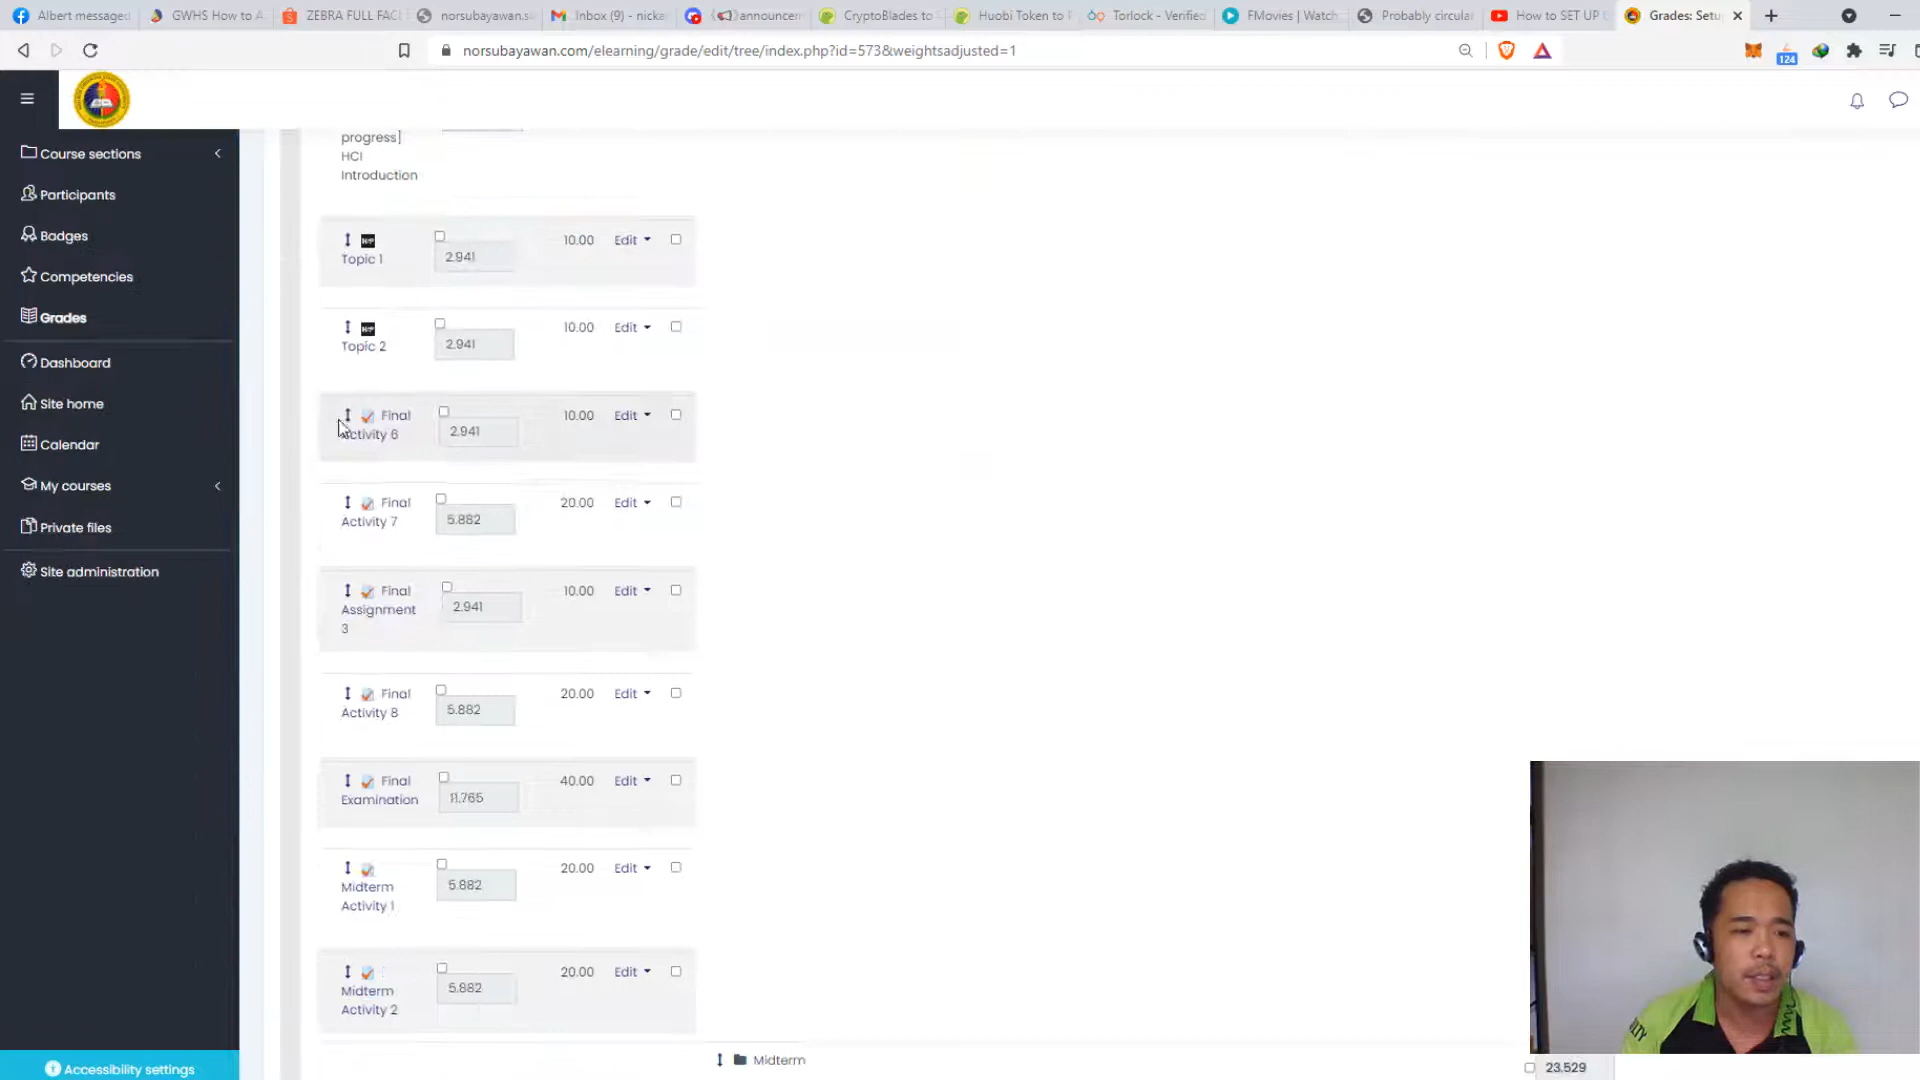 Albert messaged
GWHS How to A
ZEBRA FULL FACE
norsubayawan.s
Inbox (9) - nicka
announcem
CryptoBlades to
Huobi Token to P
Torlock - Verified
FMovies | Watch
Probably circular
How to SET UP
Grades: Setu
norsubayawan.com/elearning/grade/edit/tree/index.php?id=573&weightsadjusted=1
124
Course sections
Participants
Badges
Competencies
Grades
Dashboard
Site home
Calendar
My courses
Private files
Site administration
Accessibility settings
progress]
HCI
Introduction
10.00 Edit
Topic 1 2.941
10.00 Edit
Topic 2 2.941
Final 10.00 Edit
Activity 6 2.941
Final 20.00 Edit
Activity 7 5.882
Final 10.00 Edit
Assignment 2.941
3
Final 20.00 Edit
Activity 8 5.882
Final 40.00 Edit
Examination 11.765
20.00 Edit
Midterm 5.882
Activity 1
20.00 Edit
Midterm 5.882
Activity 2
Midterm 23.529